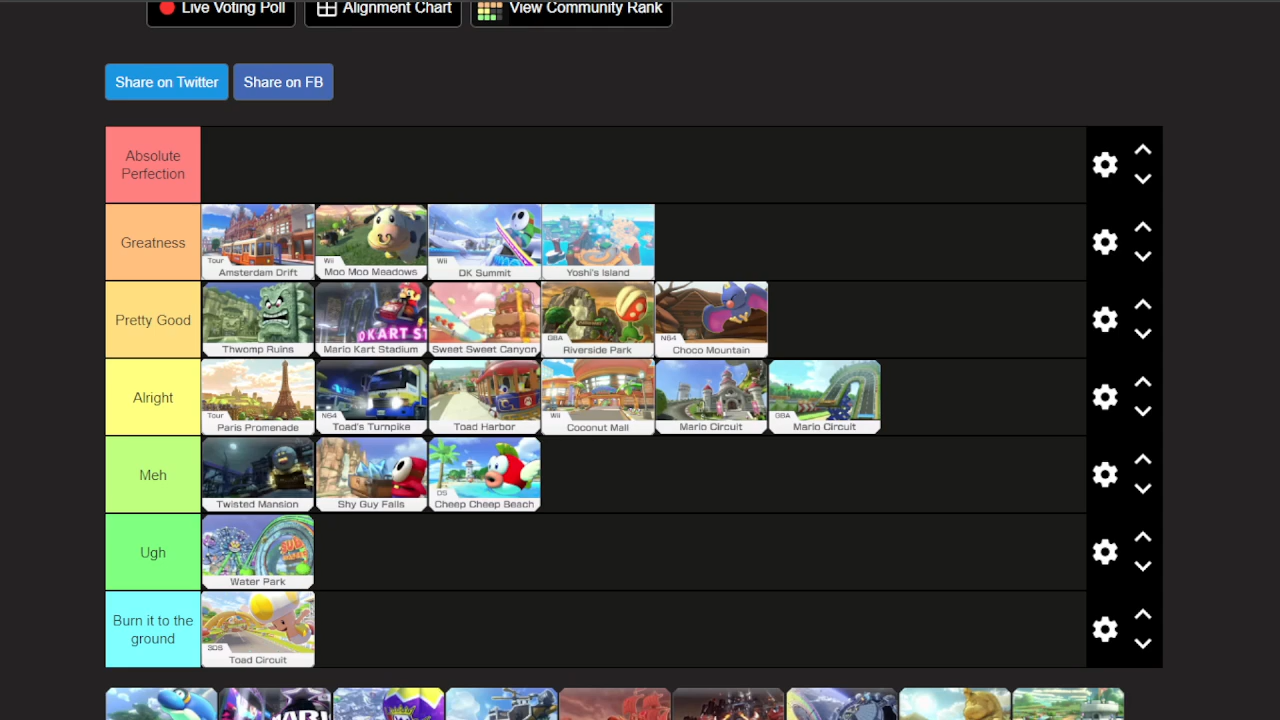 Live Voting Poll
Alignment Chart
View Community Rank
Share on Twitter
Share on FB
Absolute
Perfection
Greatness
Tour
Amsterdam Drift
Wii
Moo Moo Meadows
Wii
DK Summit
Yoshi's Island
Pretty Good
Thwomp Ruins
KART ST
Mario Kart Stadium
Sweet Sweet Canyon
GBA
Riverside Park
N64
Choco Mountain
Alright
Tour
Paris Promenade
N64
Toad's Turnpike
Toad Harbor
Wii
Coconut Mall
Mario Circuit
GBA
Mario Circuit
Meh
Twisted Mansion
Shy Guy Falls
DS
Cheep Cheep Beach
Ugh
SUB
Water Park
Burn it to the
ground
3DS
Toad Circuit